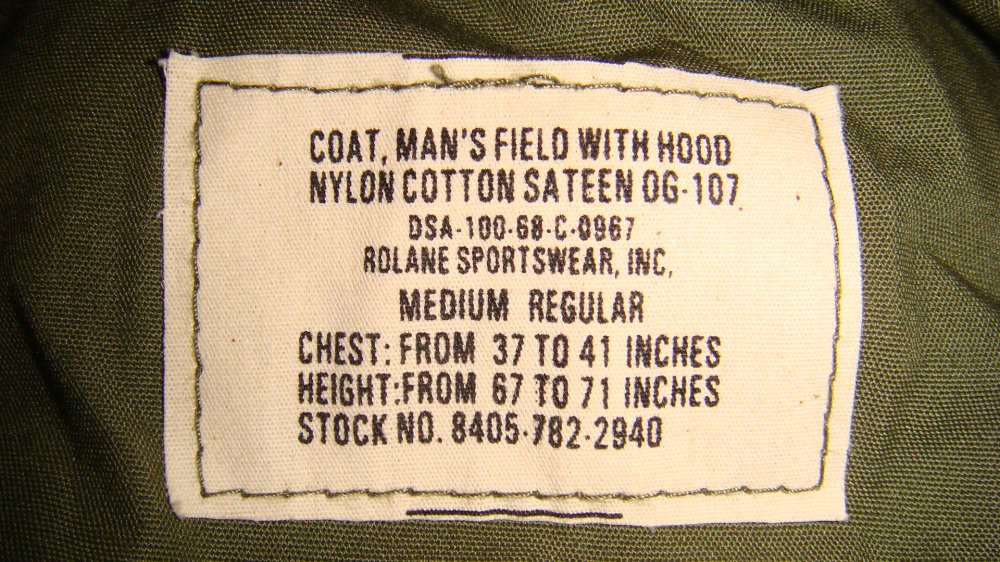 COAT, MAN'S FIELD WITH HOOD
NYLON COTTON SATEEN OG-107
DSA-100-68-C-0967
ROLANE SPORTSWEAR, INC.
MEDIUM REGULAR
CHEST: FROM 37 TO 41 INCHES
HEIGHT:FROM 67 TO 71 INCHES
STOCK NO. 8405-782-2940